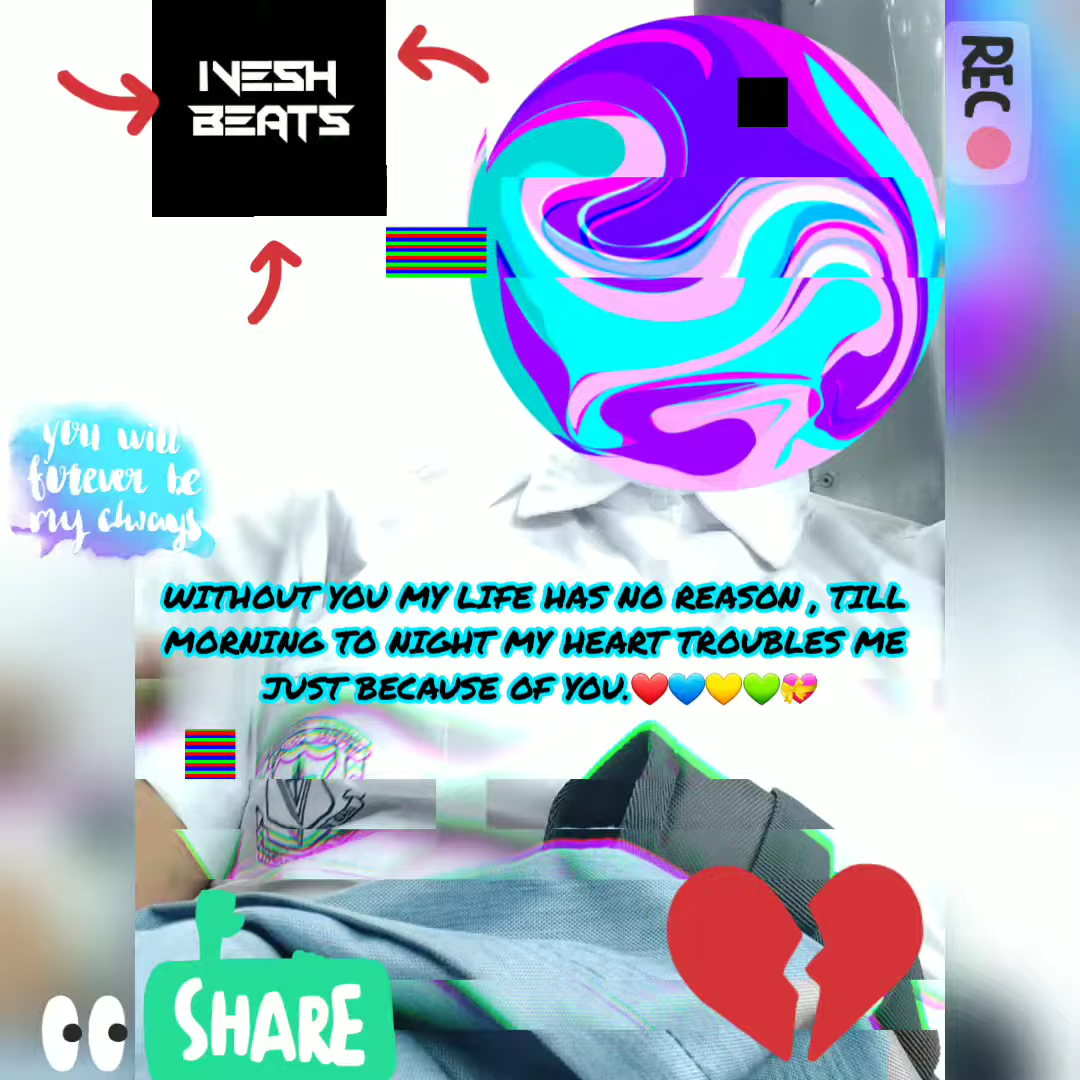 IVESH
BEATS
REC
you will
forever be
my always
WITHOUT YOU MY LIFE HAS NO REASON , TILL
MORNING TO NIGHT MY HEART TROUBLES ME
JUST BECAUSE OF YOU.❤️💙💛💚💝
SHARE